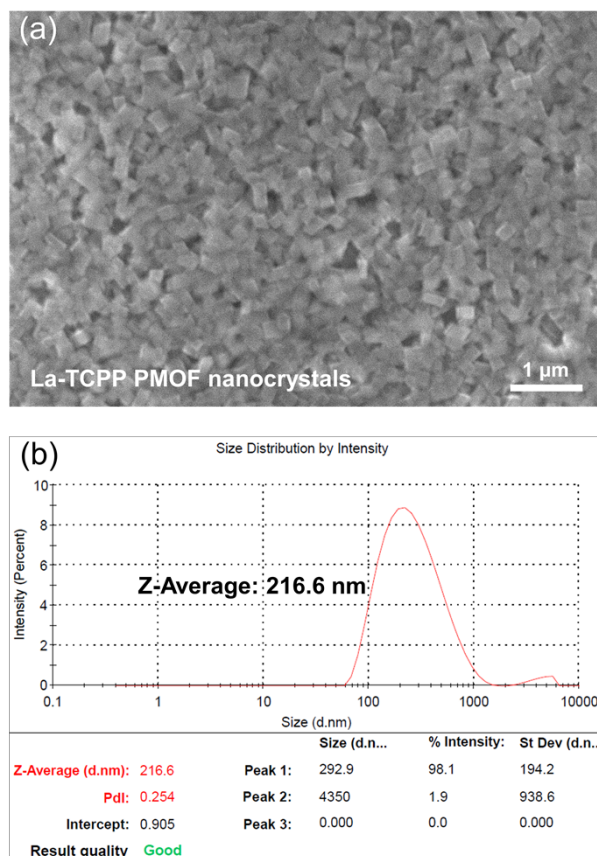 (a)
La-TCPP PMOF nanocrystals
1 μm
(b)
Size Distribution by Intensity
Intensity (Percent)
10
8
6
4
2
0
Z-Average: 216.6 nm
0.1 1 10 100 1000 10000
Size (d.nm)
Size (d.n... % Intensity: St Dev (d.n...
Z-Average (d.nm): 216.6 Peak 1: 292.9 98.1 194.2
PdI: 0.254 Peak 2: 4350 1.9 938.6
Intercept: 0.905 Peak 3: 0.000 0.0 0.000
Result quality Good